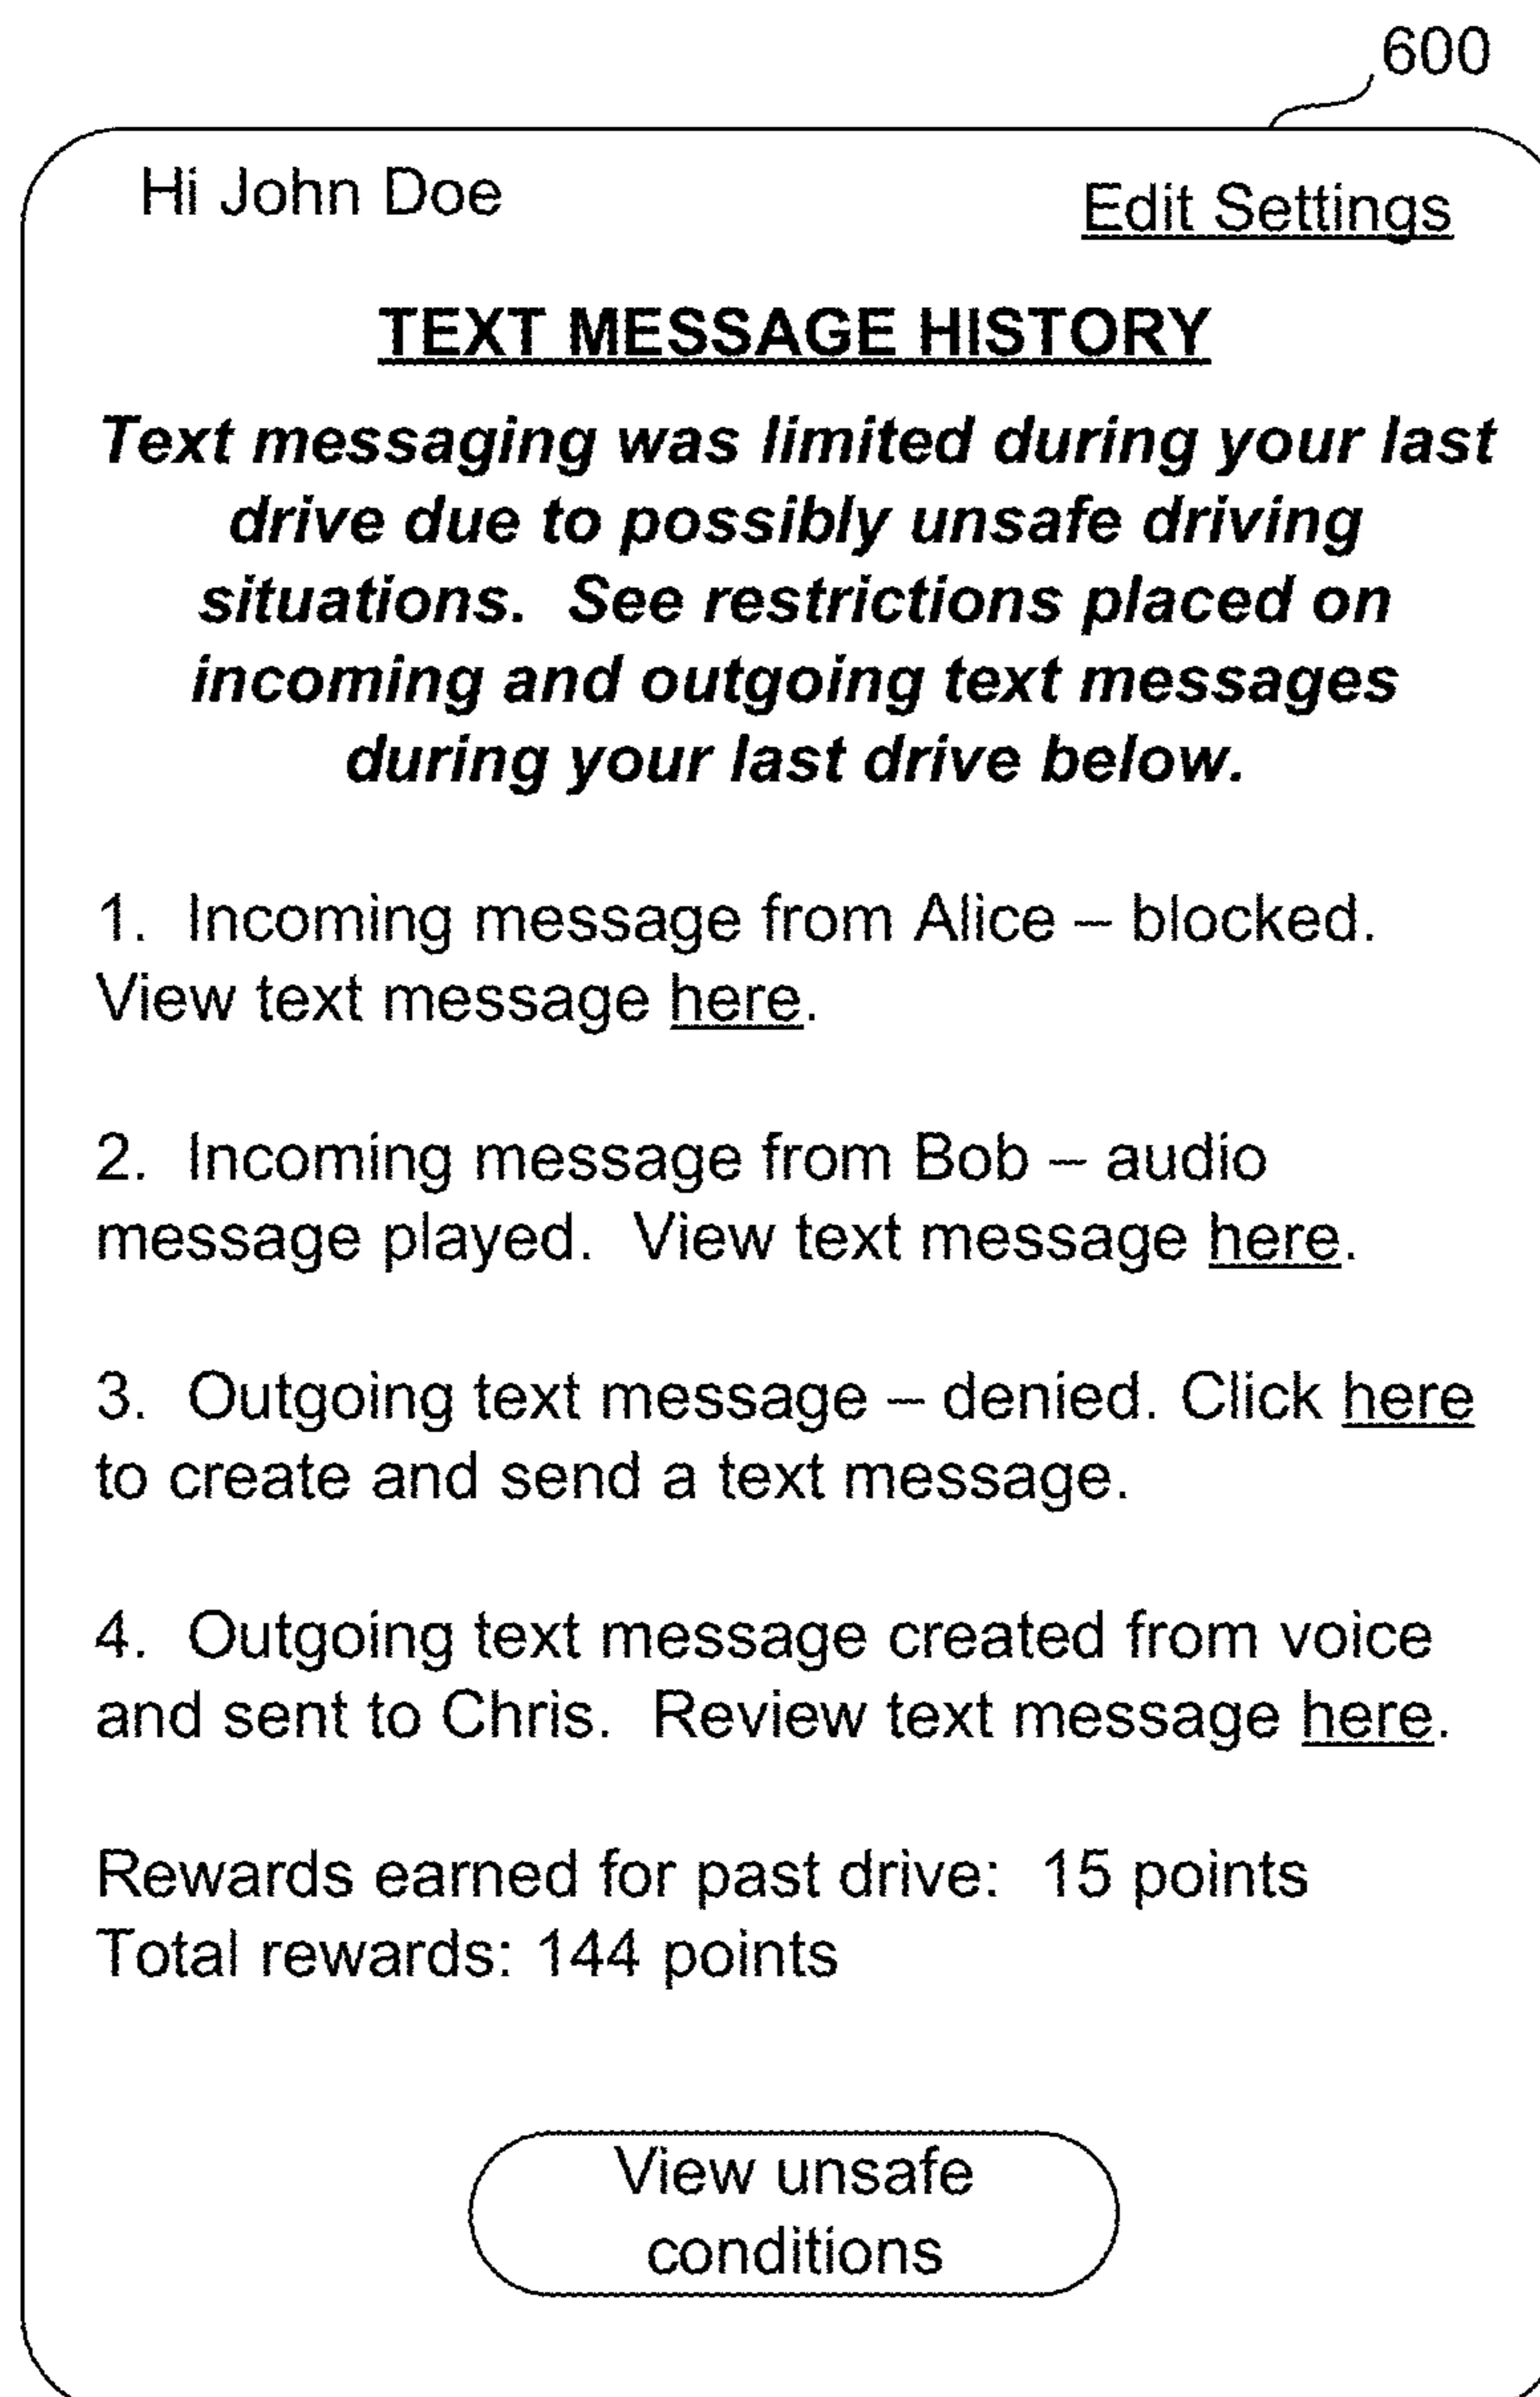 600
Hi John Doe
Edit Settings
TEXT MESSAGE HISTORY
Text messaging was limited during your last
drive due to possibly unsafe driving
situations.  See restrictions placed on
incoming and outgoing text messages
during your last drive below.
1.  Incoming message from Alice – blocked.
View text message here.
2.  Incoming message from Bob – audio
message played.  View text message here.
3.  Outgoing text message – denied. Click here
to create and send a text message.
4.  Outgoing text message created from voice
and sent to Chris.  Review text message here.
Rewards earned for past drive:  15 points
Total rewards: 144 points
View unsafe
conditions